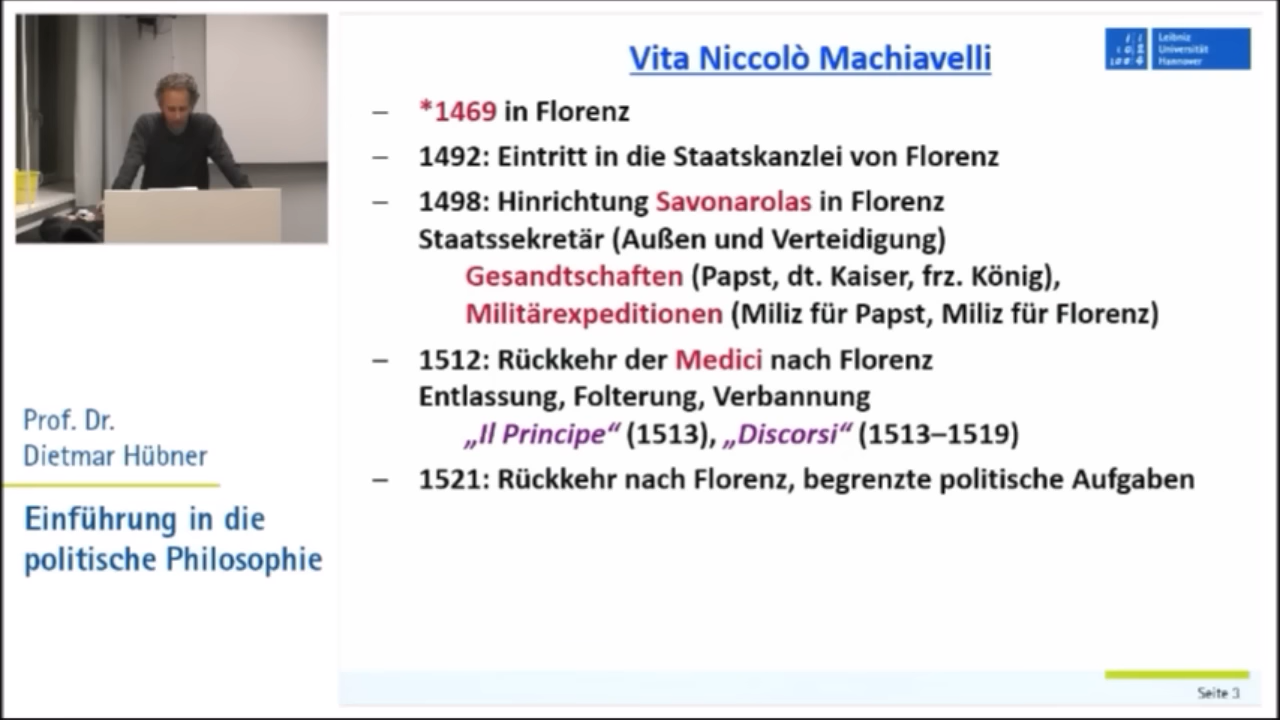 Vita Niccolò Machiavelli
Leibniz
Universität
Hannover
– *1469 in Florenz
– 1492: Eintritt in die Staatskanzlei von Florenz
– 1498: Hinrichtung Savonarolas in Florenz
Staatssekretär (Außen und Verteidigung)
Gesandtschaften (Papst, dt. Kaiser, frz. König),
Militärexpeditionen (Miliz für Papst, Miliz für Florenz)
– 1512: Rückkehr der Medici nach Florenz
Entlassung, Folterung, Verbannung
„Il Principe“ (1513), „Discorsi“ (1513–1519)
– 1521: Rückkehr nach Florenz, begrenzte politische Aufgaben
Prof. Dr.
Dietmar Hübner
Einführung in die
politische Philosophie
Seite 3